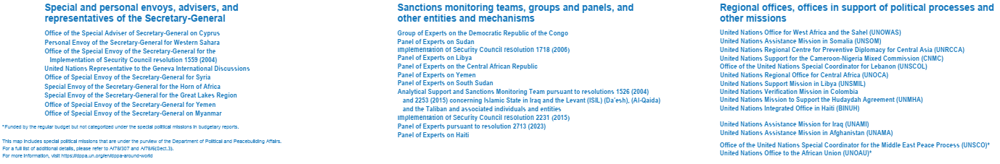 Special and personal envoys, advisers, and
representatives of the Secretary-General
Office of the Special Adviser of Secretary-General on Cyprus
Personal Envoy of the Secretary-General for Western Sahara
Office of the Special Envoy of the Secretary-General for the
Implementation of Security Council resolution 1559 (2004)
United Nations Representative to the Geneva International Discussions
Office of Special Envoy of the Secretary-General for Syria
Special Envoy of the Secretary-General for the Horn of Africa
Special Envoy of the Secretary-General for the Great Lakes Region
Office of Special Envoy of the Secretary-General for Yemen
Office of Special Envoy of the Secretary-General on Myanmar
*Funded by the regular budget but not categorized under the special political missions in budgetary reports.
This map includes special political missions that are under the purview of the Department of Political and Peacebuilding Affairs.
For a full list of additional details, please refer to A/78/307 and A/78/6(Sect.3).
For more information, visit https://dppa.un.org/en/dppa-around-world
Sanctions monitoring teams, groups and panels, and
other entities and mechanisms
Group of Experts on the Democratic Republic of the Congo
Panel of Experts on Sudan
Implementation of Security Council resolution 1718 (2006)
Panel of Experts on Libya
Panel of Experts on the Central African Republic
Panel of Experts on Yemen
Panel of Experts on South Sudan
Analytical Support and Sanctions Monitoring Team pursuant to resolutions 1526 (2004)
and 2253 (2015) concerning Islamic State in Iraq and the Levant (ISIL) (Da'esh), (Al-Qaida)
and the Taliban and associated individuals and entities
Implementation of Security Council resolution 2231 (2015)
Panel of Experts pursuant to resolution 2713 (2023)
Panel of Experts on Haiti
Regional offices, offices in support of political processes and
other missions
United Nations Office for West Africa and the Sahel (UNOWAS)
United Nations Assistance Mission in Somalia (UNSOM)
United Nations Regional Centre for Preventive Diplomacy for Central Asia (UNRCCA)
United Nations Support for the Cameroon-Nigeria Mixed Commission (CNMC)
Office of the United Nations Special Coordinator for Lebanon (UNSCOL)
United Nations Regional Office for Central Africa (UNOCA)
United Nations Support Mission in Libya (UNSMIL)
United Nations Verification Mission in Colombia
United Nations Mission to Support the Hudaydah Agreement (UNMHA)
United Nations Integrated Office in Haiti (BINUH)
United Nations Assistance Mission for Iraq (UNAMI)
United Nations Assistance Mission in Afghanistan (UNAMA)
Office of the United Nations Special Coordinator for the Middle East Peace Process (UNSCO)*
United Nations Office to the African Union (UNOAU)*